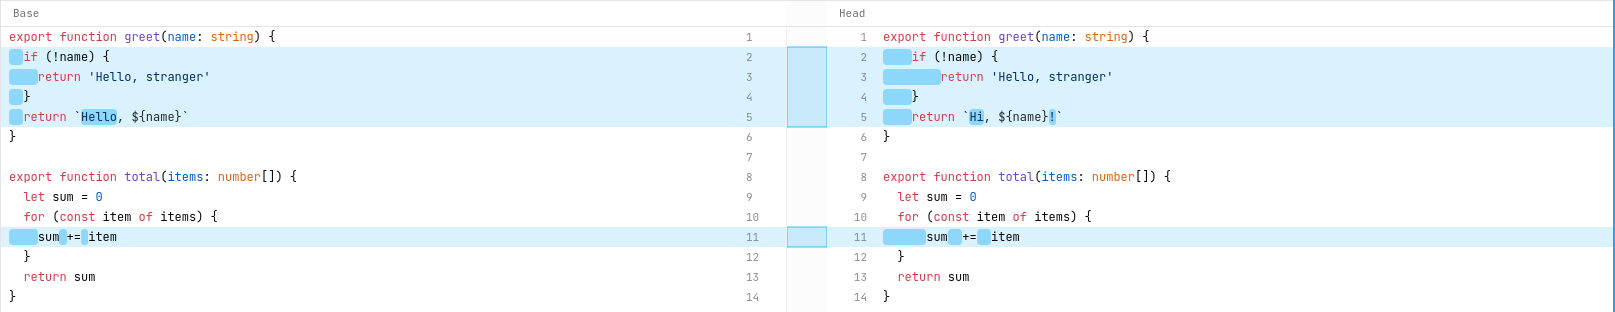 Base
export function greet(name: string) { 1
  if (!name) { 2
    return 'Hello, stranger' 3
  } 4
  return `Hello, ${name}` 5
} 6
7
export function total(items: number[]) { 8
  let sum = 0 9
  for (const item of items) { 10
    sum += item 11
  } 12
  return sum 13
} 14
Head
1 export function greet(name: string) {
2     if (!name) {
3         return 'Hello, stranger'
4     }
5     return `Hi, ${name}!`
6 }
7
8 export function total(items: number[]) {
9   let sum = 0
10   for (const item of items) {
11       sum  +=  item
12   }
13   return sum
14 }